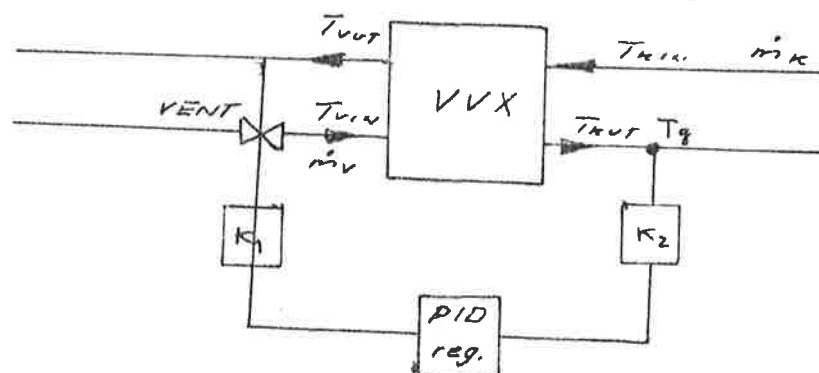 TVUT
TKIN
ṁK
VVX
VENT
TVIN
TKUT
Tg
ṁV
K1
K2
PID
reg.